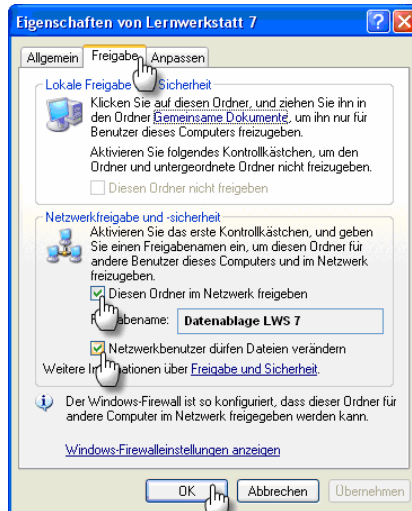 Eigenschaften von Lernwerkstatt 7
Allgemein Freigabe Anpassen
Lokale Freigabe Sicherheit
Klicken Sie auf diesen Ordner, und ziehen Sie ihn in
den Ordner Gemeinsame Dokumente, um ihn nur für
Benutzer dieses Computers freizugeben.
Aktivieren Sie folgendes Kontrollkästchen, um den
Ordner und untergeordnete Ordner nicht freizugeben.
Diesen Ordner nicht freigeben
Netzwerkfreigabe und -sicherheit
Aktivieren Sie das erste Kontrollkästchen, und geben
Sie einen Freigabenamen ein, um diesen Ordner für
andere Benutzer dieses Computers und im Netzwerk
freizugeben.
Diesen Ordner im Netzwerk freigeben
Freigabename: Datenablage LWS 7
Netzwerkbenutzer dürfen Dateien verändern
Weitere Informationen über Freigabe und Sicherheit.
Der Windows-Firewall ist so konfiguriert, dass dieser Ordner für
andere Computer im Netzwerk freigegeben werden kann.
Windows-Firewalleinstellungen anzeigen
OK Abbrechen Übernehmen